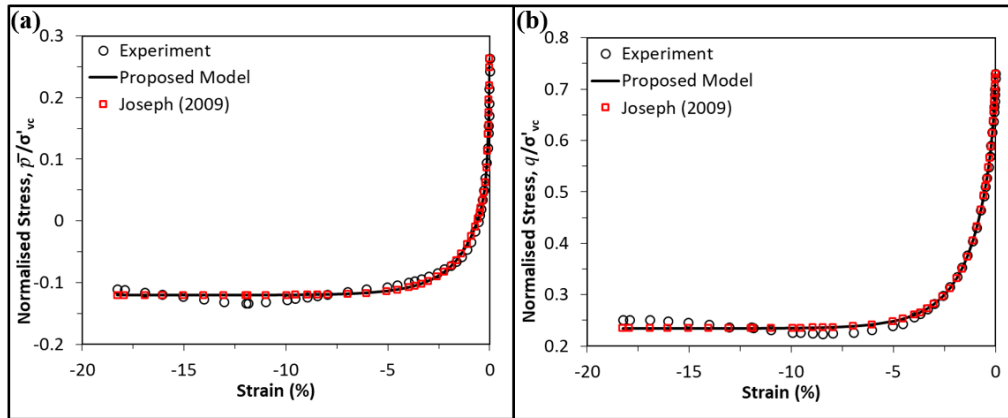 (a)
0.3
0.2
0.1
0
-0.1
-0.2
Normalised Stress, p̄/σ'vc
Experiment
Proposed Model
Joseph (2009)
-20 -15 -10 -5 0
Strain (%)
(b)
0.8
0.7
0.6
0.5
0.4
0.3
0.2
Normalised Stress, q/σ'vc
Experiment
Proposed Model
Joseph (2009)
-20 -15 -10 -5 0
Strain (%)